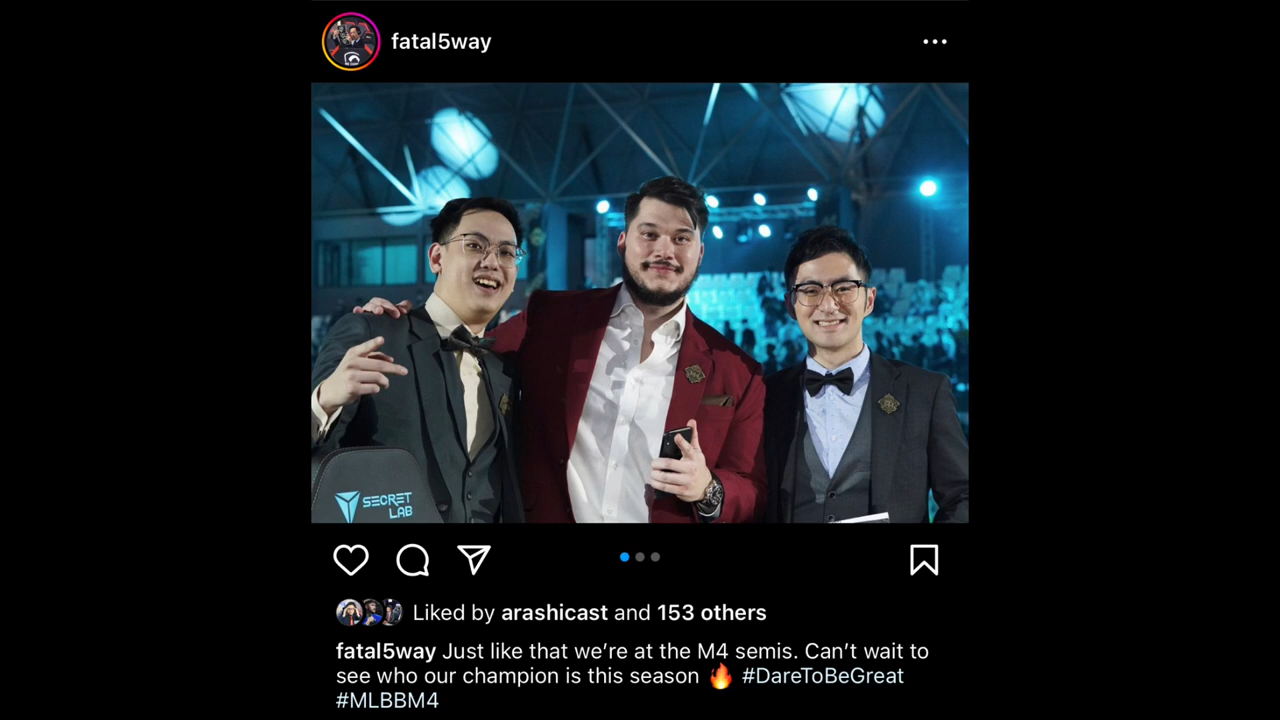 fatal5way
SECRET
LAB
Liked by arashicast and 153 others
fatal5way Just like that we’re at the M4 semis. Can’t wait to
see who our champion is this season 🔥 #DareToBeGreat
#MLBBM4